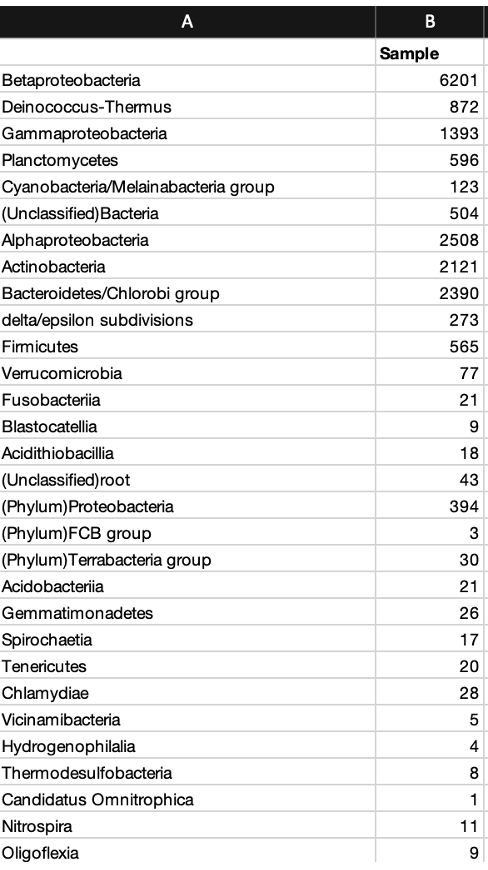 A B
Sample
Betaproteobacteria 6201
Deinococcus-Thermus 872
Gammaproteobacteria 1393
Planctomycetes 596
Cyanobacteria/Melainabacteria group 123
(Unclassified)Bacteria 504
Alphaproteobacteria 2508
Actinobacteria 2121
Bacteroidetes/Chlorobi group 2390
delta/epsilon subdivisions 273
Firmicutes 565
Verrucomicrobia 77
Fusobacteriia 21
Blastocatellia 9
Acidithiobacillia 18
(Unclassified)root 43
(Phylum)Proteobacteria 394
(Phylum)FCB group 3
(Phylum)Terrabacteria group 30
Acidobacteriia 21
Gemmatimonadetes 26
Spirochaetia 17
Tenericutes 20
Chlamydiae 28
Vicinamibacteria 5
Hydrogenophilalia 4
Thermodesulfobacteria 8
Candidatus Omnitrophica 1
Nitrospira 11
Oligoflexia 9